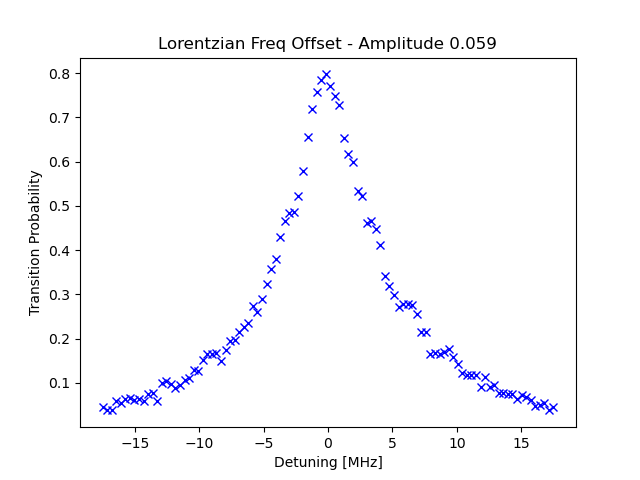 Lorentzian Freq Offset - Amplitude 0.059
Transition Probability
0.8
0.7
0.6
0.5
0.4
0.3
0.2
0.1
−15 −10 −5 0 5 10 15
Detuning [MHz]